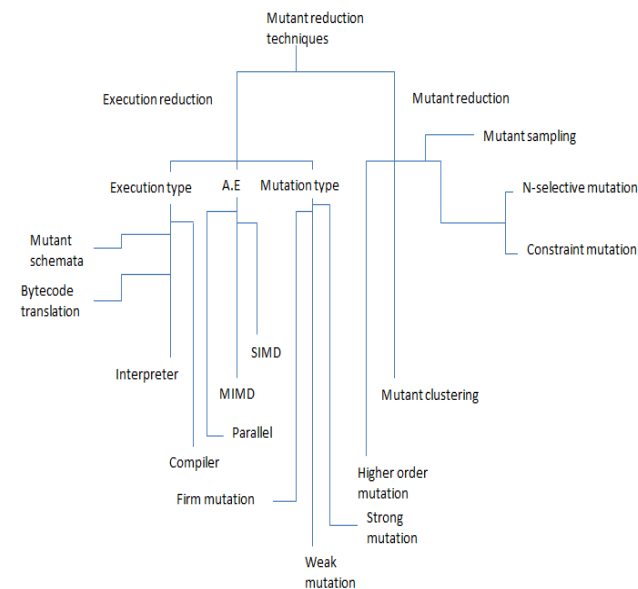 Mutant reduction
techniques
Execution reduction
Mutant reduction
Mutant sampling
Execution type
A.E
Mutation type
N-selective mutation
Mutant
schemata
Constraint mutation
Bytecode
translation
SIMD
Interpreter
MIMD
Mutant clustering
Parallel
Compiler
Higher order
mutation
Firm mutation
Strong
mutation
Weak
mutation